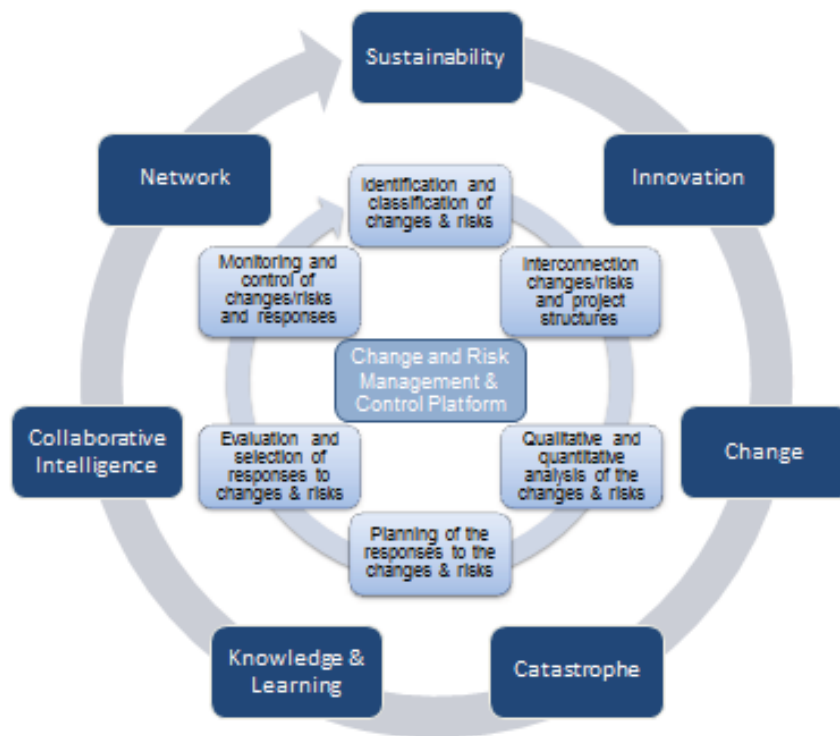 Sustainability
Network
Innovation
Identification and
classification of
changes & risks
Monitoring and
control of
changes/risks
and responses
Interconnection
changes/risks
and project
structures
Change and Risk
Management &
Control Platform
Collaborative
Intelligence
Evaluation and
selection of
responses to
changes & risks
Qualitative and
quantitative
analysis of the
changes & risks
Change
Planning of the
responses to the
changes & risks
Knowledge &
Learning
Catastrophe